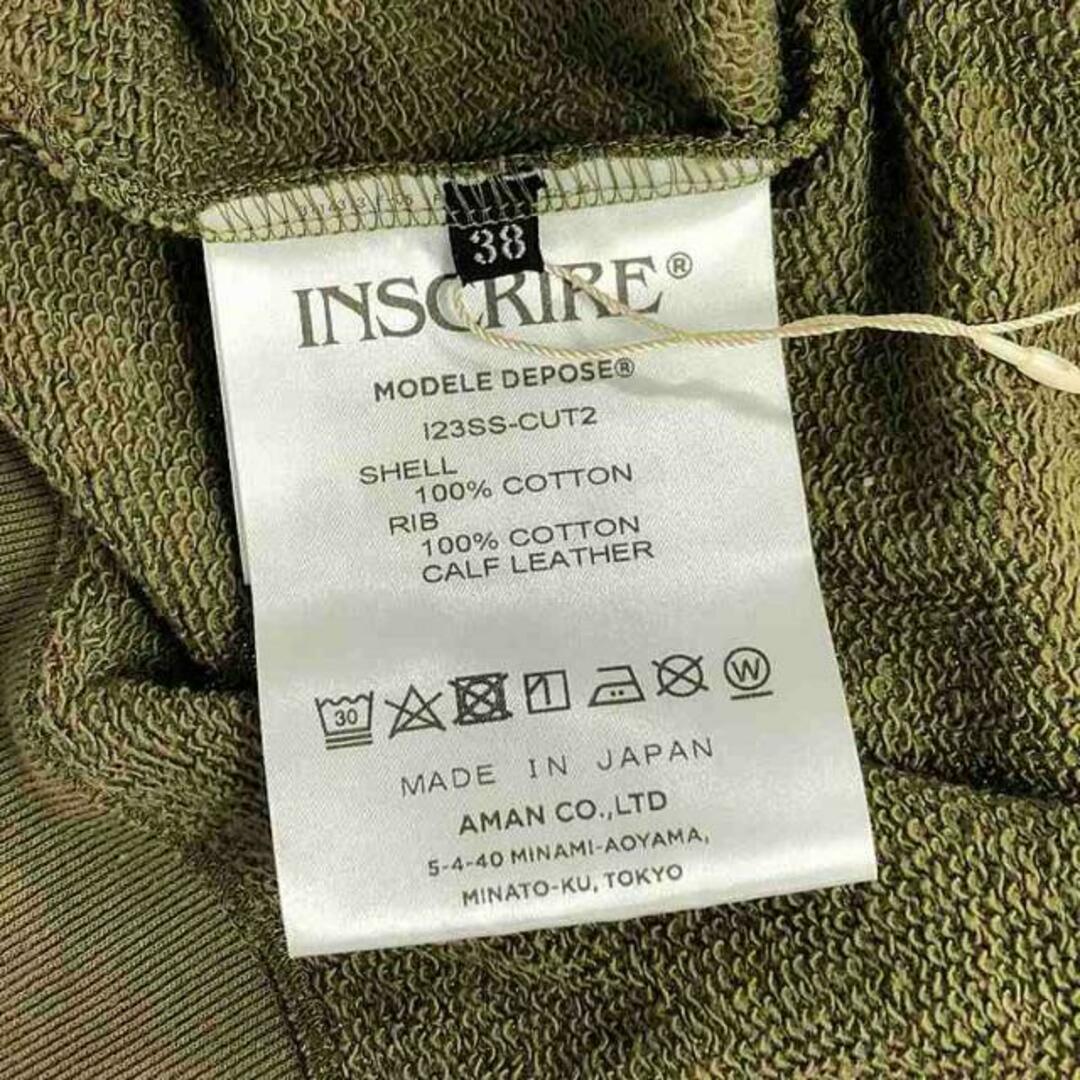 38
INSCRIRE®
MODELE DEPOSE®
I23SS-CUT2
SHELL
100% COTTON
RIB
100% COTTON
CALF LEATHER
30 W
MADE IN JAPAN
AMAN CO.,LTD
5-4-40 MINAMI-AOYAMA,
MINATO-KU, TOKYO